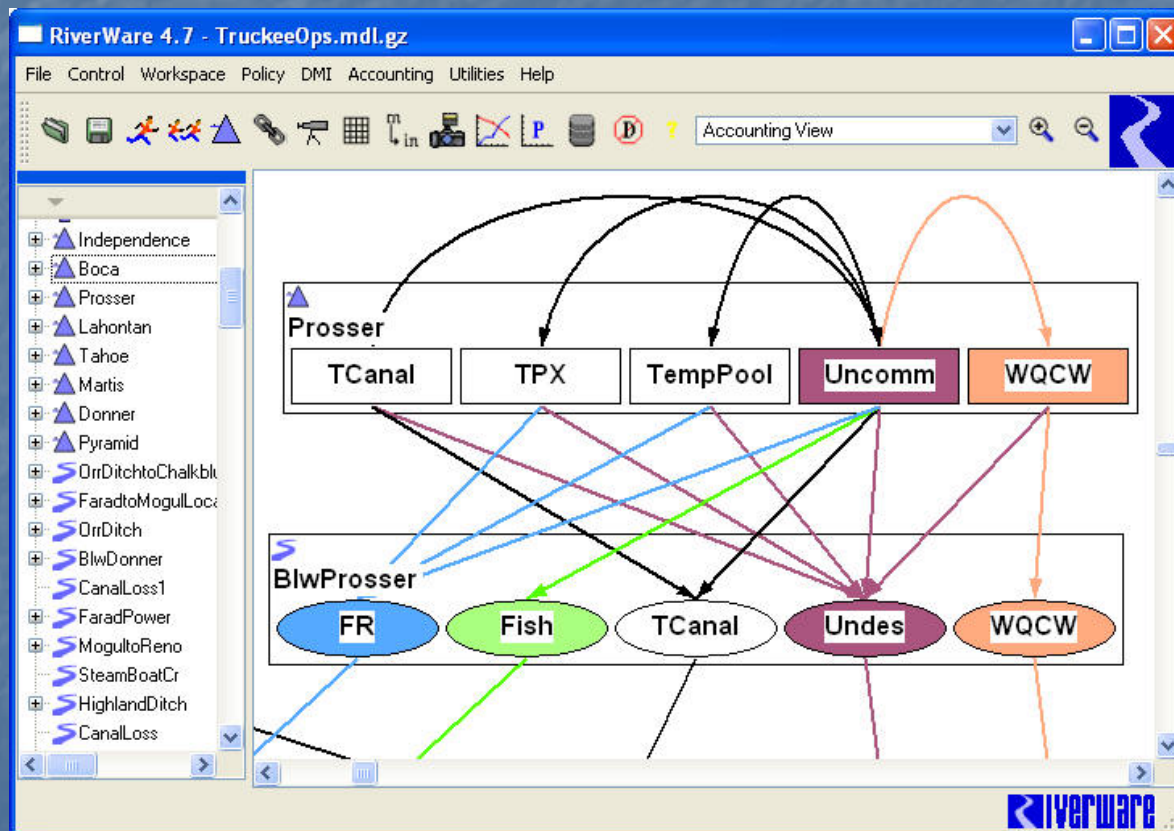 RiverWare 4.7 - TruckeeOps.mdl.gz
File Control Workspace Policy DMI Accounting Utilities Help
m
in
P
D
?
Accounting View
Independence
Boca
Prosser
Lahontan
Tahoe
Martis
Donner
Pyramid
OrrDitchtoChalkblu
FaradtoMogulLoca
OrrDitch
BlwDonner
CanalLoss1
FaradPower
MogultoReno
SteamBoatCr
HighlandDitch
CanalLoss
Prosser
TCanal TPX TempPool Uncomm WQCW
BlwProsser
FR Fish TCanal Undes WQCW
RIVERWARE